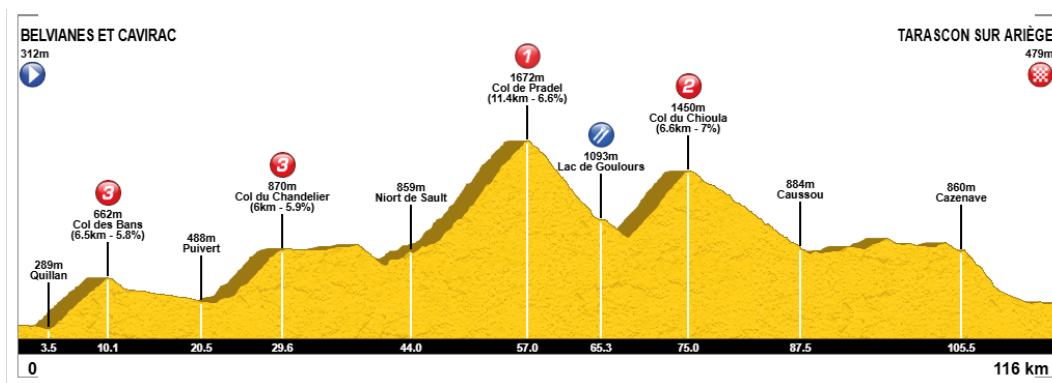 BELVIANES ET CAVIRAC
312m
TARASCON SUR ARIÈGE
479m
289m
Quillan
3
662m
Col des Bans
(6.5km - 5.8%)
488m
Puivert
3
870m
Col du Chandelier
(6km - 5.9%)
859m
Niort de Sault
1
1672m
Col de Pradel
(11.4km - 6.6%)
1093m
Lac de Goulours
2
1450m
Col du Chioula
(6.6km - 7%)
884m
Caussou
860m
Cazenave
3.5 10.1 20.5 29.6 44.0 57.0 65.3 75.0 87.5 105.5
0 116 km